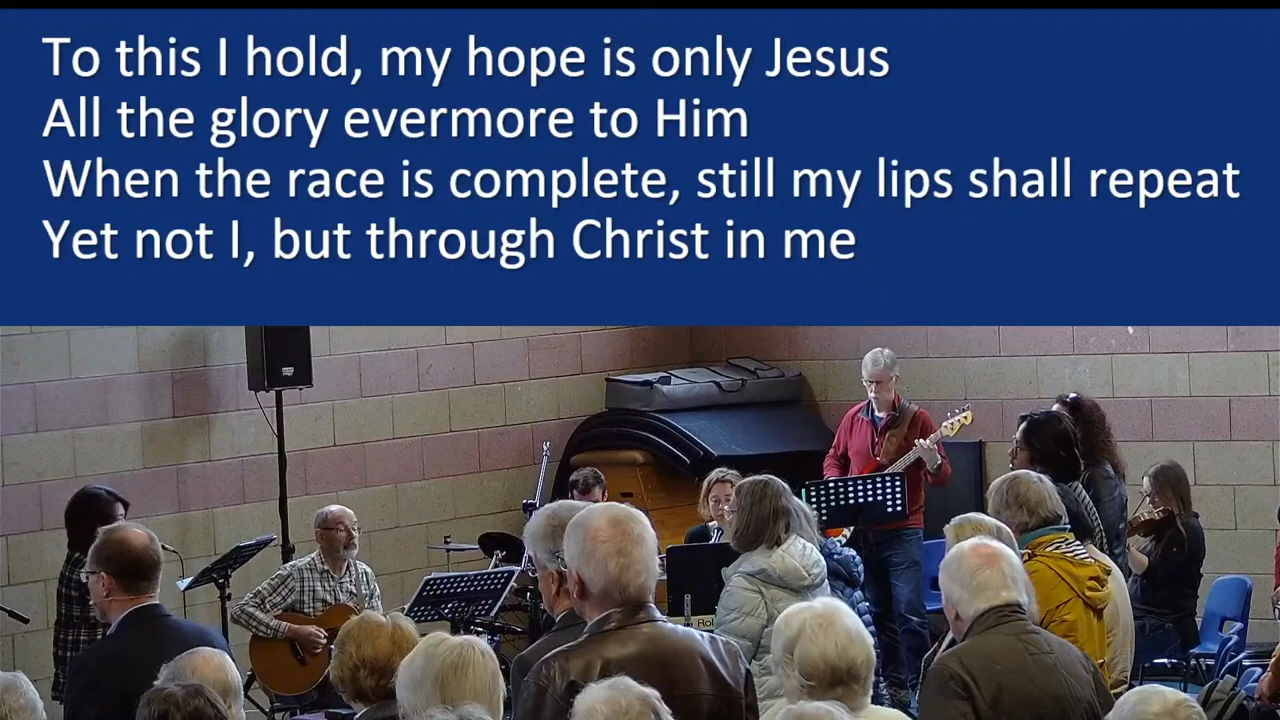 To this I hold, my hope is only Jesus
All the glory evermore to Him
When the race is complete, still my lips shall repeat
Yet not I, but through Christ in me
Rol